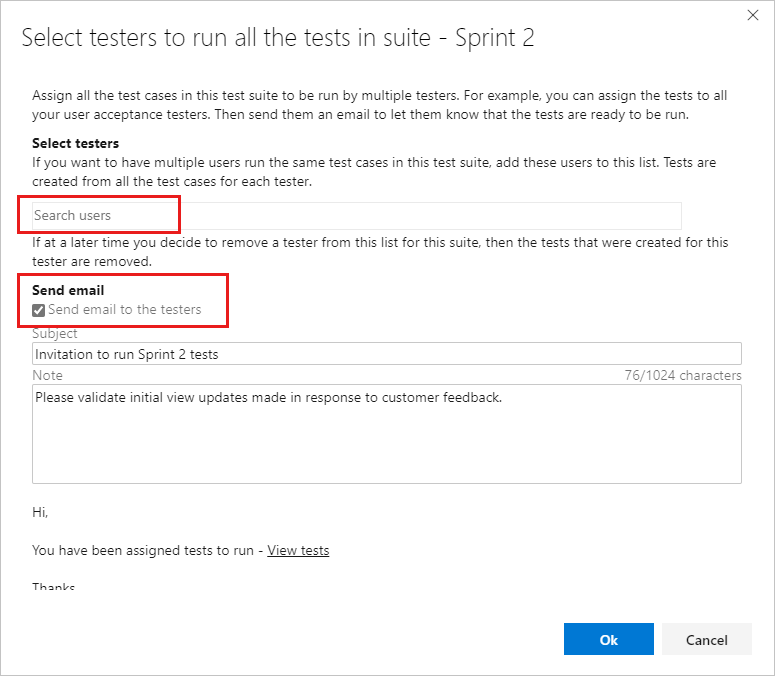 Select testers to run all the tests in suite - Sprint 2
Assign all the test cases in this test suite to be run by multiple testers. For example, you can assign the tests to all
your user acceptance testers. Then send them an email to let them know that the tests are ready to be run.
Select testers
If you want to have multiple users run the same test cases in this test suite, add these users to this list. Tests are
created from all the test cases for each tester.
Search users
If at a later time you decide to remove a tester from this list for this suite, then the tests that were created for this
tester are removed.
Send email
Send email to the testers
Subject
Invitation to run Sprint 2 tests
Note 76/1024 characters
Please validate initial view updates made in response to customer feedback.
Hi,
You have been assigned tests to run - View tests
Thanks
Ok Cancel